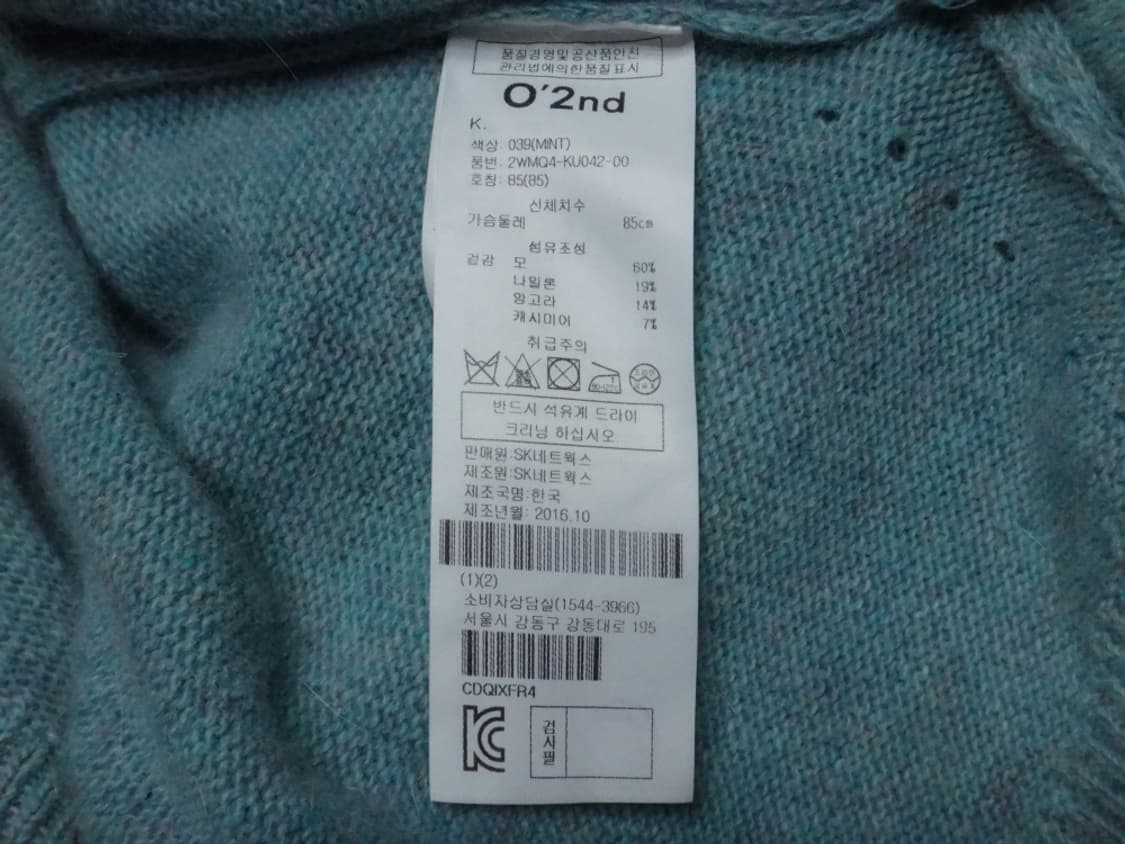 품질경영및공산품안전
관리법에의한품질표시
O'2nd
K.
색상: 039(MINT)
품번: 2WMQ4-KU042-00
호칭: 85(85)
신체치수
가슴둘레 85cm
섬유조성
겉감 모 60%
나일론 19%
앙고라 14%
캐시미어 7%
취급주의
반드시 석유계 드라이
크리닝 하십시오.
판매원:SK네트웍스
제조원:SK네트웍스
제조국명:한국
제조년월: 2016.10
(1)(2)
소비자상담실(1544-3966)
서울시 강동구 강동대로 195
CDQIXFR4
KC
검사필